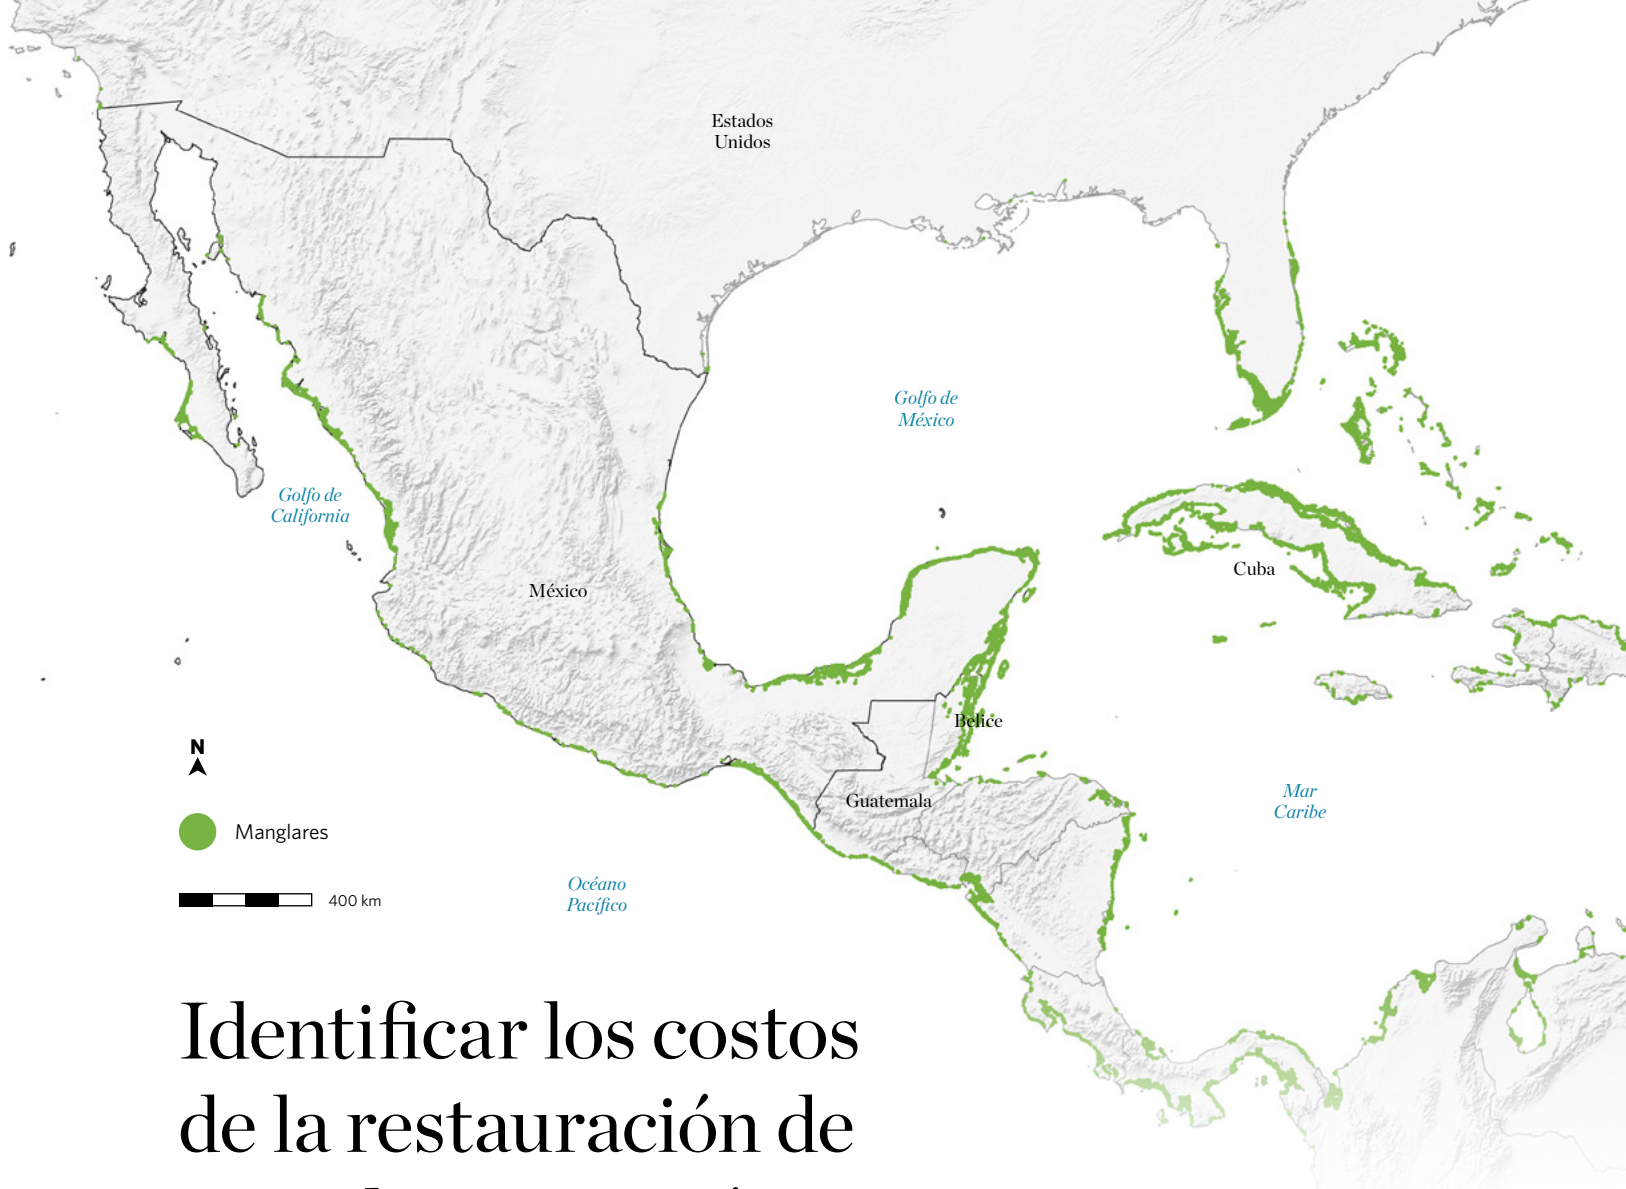 Estados
Unidos
Golfo de
México
Golfo de
California
México
Cuba
Belice
Guatemala
Mar
Caribe
N
Manglares
400 km
Océano
Pacífico
Identificar los costos
de la restauración de